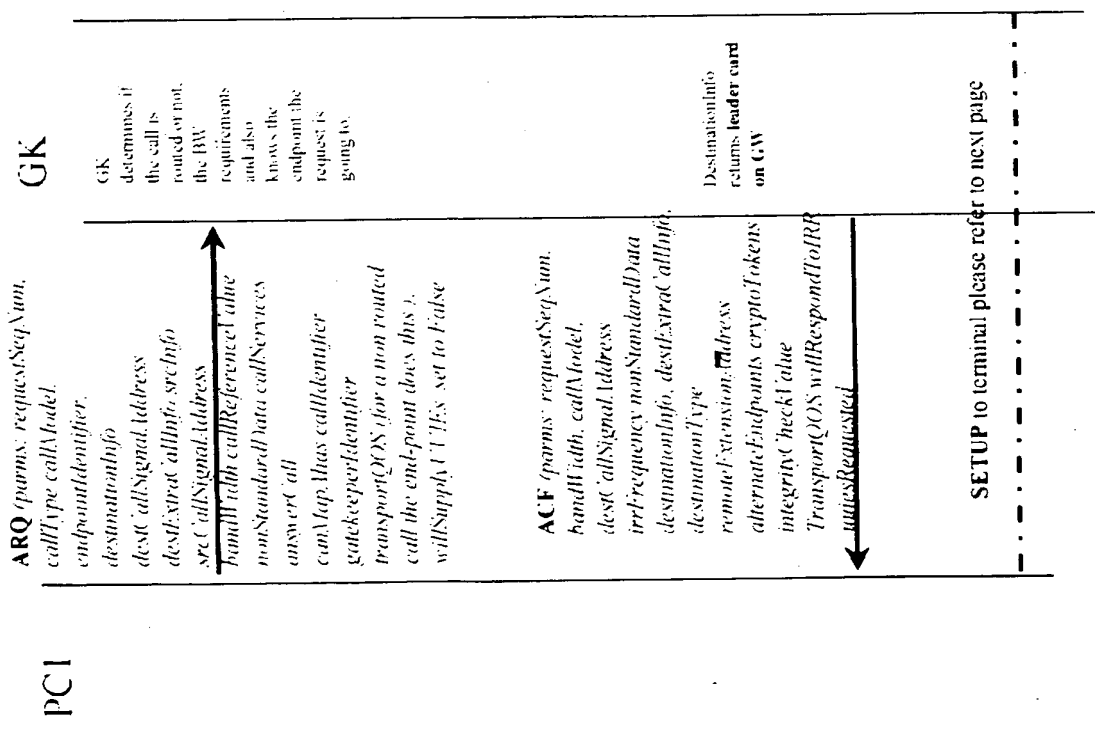 PC1
GK
ARQ (parms: requestSeqNum,
callType callModel,
endpointIdentifier,
destinationInfo
destCallSignalAddress
destExtraCallInfo srcInfo
srcCallSignalAddress
bandWidth callReferenceValue
nonStandardData callServices
answerCall
canMapAlias callIdentifier
gatekeeperIdentifier
transportQOS (for a non routed
call the end-point does this),
willSupplyUUIEs set to False
GK
determines if
the call is
routed or not,
the BW
requirements
and also
knows the
endpoint the
request is
going to.
ACF (parms: requestSeqNum,
bandWidth, callModel,
destCallSignalAddress
irrFrequency nonStandardData
destinationInfo, destExtraCallInfo,
destinationType
remoteExtensionAddress
alternateEndpoints cryptoTokens
integrityCheckValue
TransportQOS willRespondToIRR
uuiesRequested
DestinationInfo
returns leader card
on GW
SETUP to terminal please refer to next page